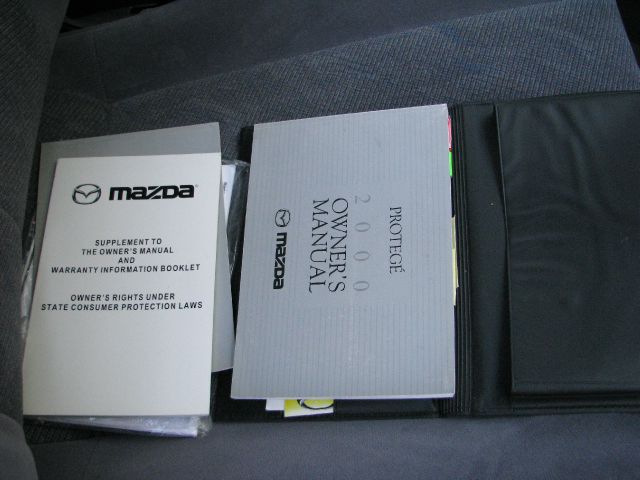 mazda
SUPPLEMENT TO
THE OWNER'S MANUAL
AND
WARRANTY INFORMATION BOOKLET
OWNER'S RIGHTS UNDER
STATE CONSUMER PROTECTION LAWS
PROTEGÉ
2000
OWNER'S
MANUAL
mazda